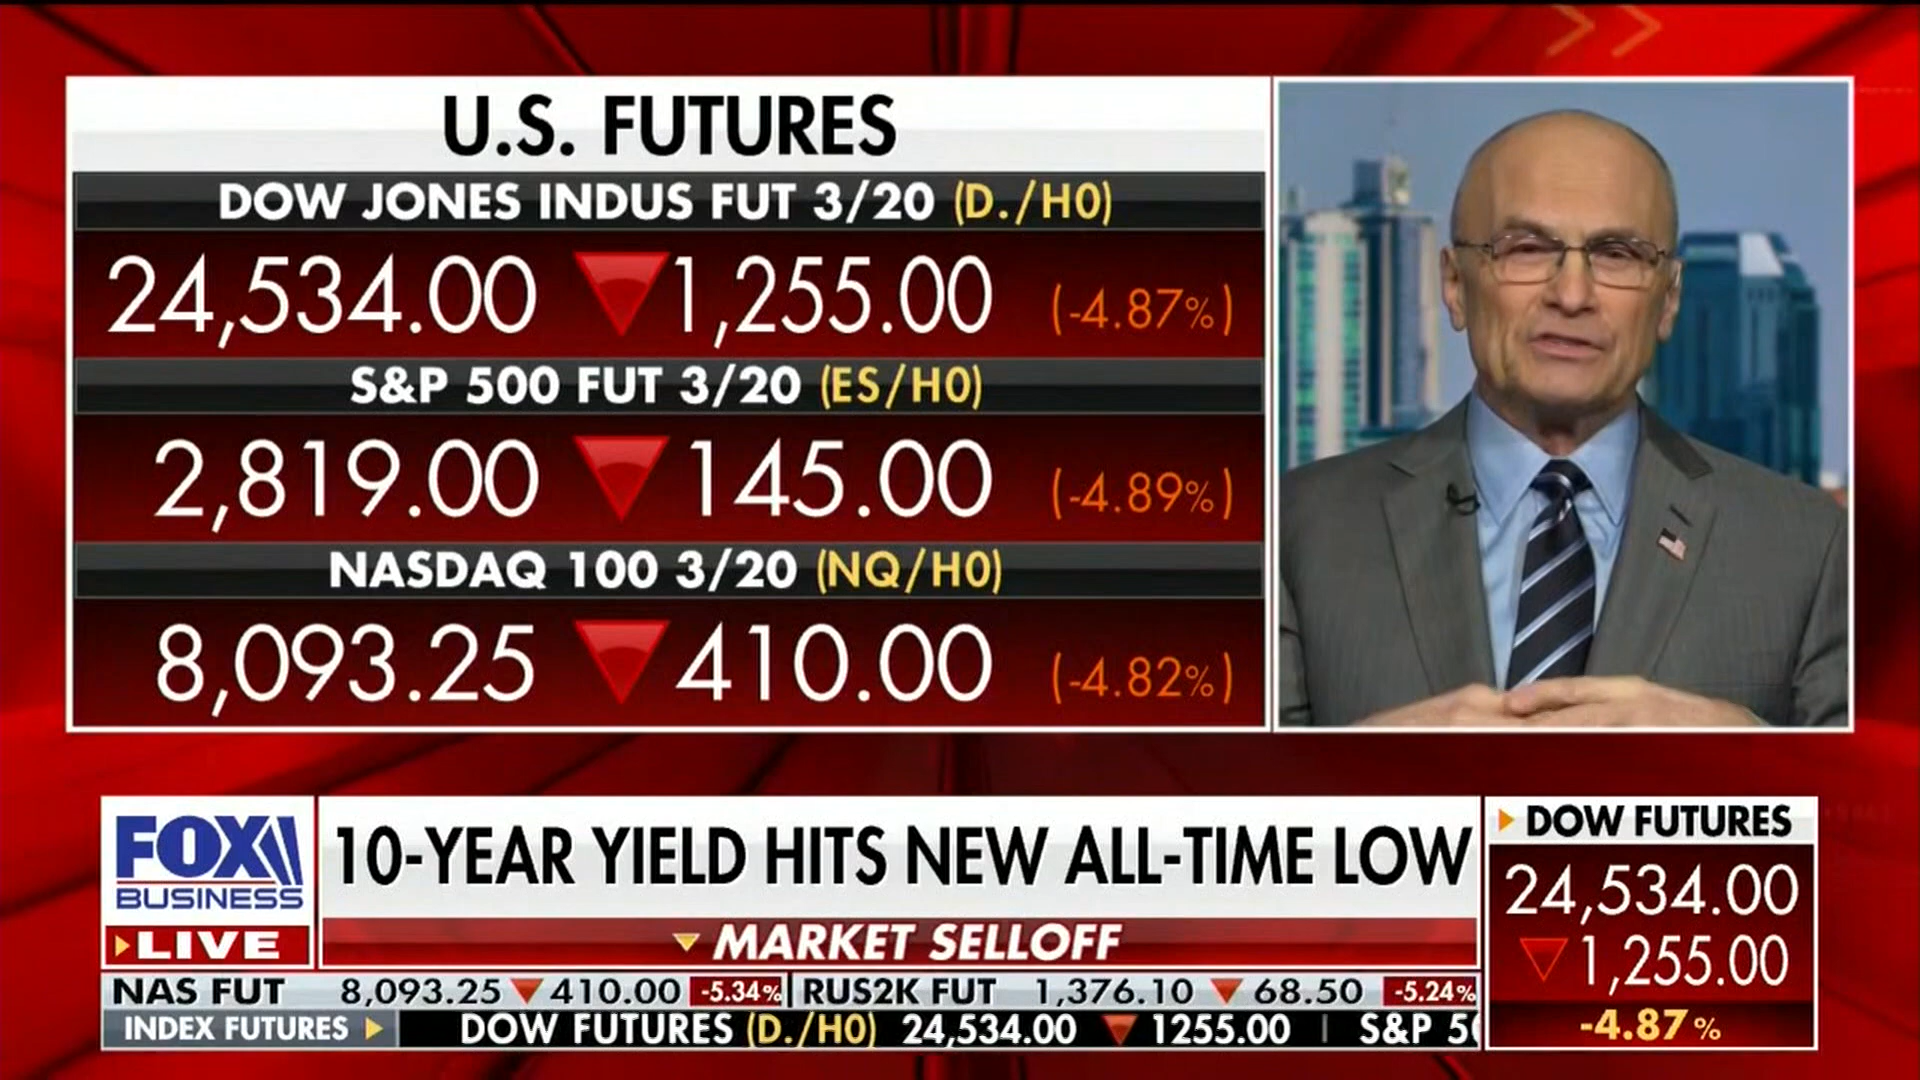 U.S. FUTURES
DOW JONES INDUS FUT 3/20 (D./H0)
24,534.00 ▼1,255.00 (-4.87%)
S&P 500 FUT 3/20 (ES/H0)
2,819.00 ▼145.00 (-4.89%)
NASDAQ 100 3/20 (NQ/H0)
8,093.25 ▼410.00 (-4.82%)
FOX
BUSINESS
LIVE
10-YEAR YIELD HITS NEW ALL-TIME LOW
MARKET SELLOFF
DOW FUTURES
24,534.00
▽1,255.00
-4.87%
NAS FUT 8,093.25 ▼410.00 -5.34% RUS2K FUT 1,376.10 ▼68.50 -5.24%
INDEX FUTURES DOW FUTURES (D./H0) 24,534.00 ▼1255.00 | S&P 50